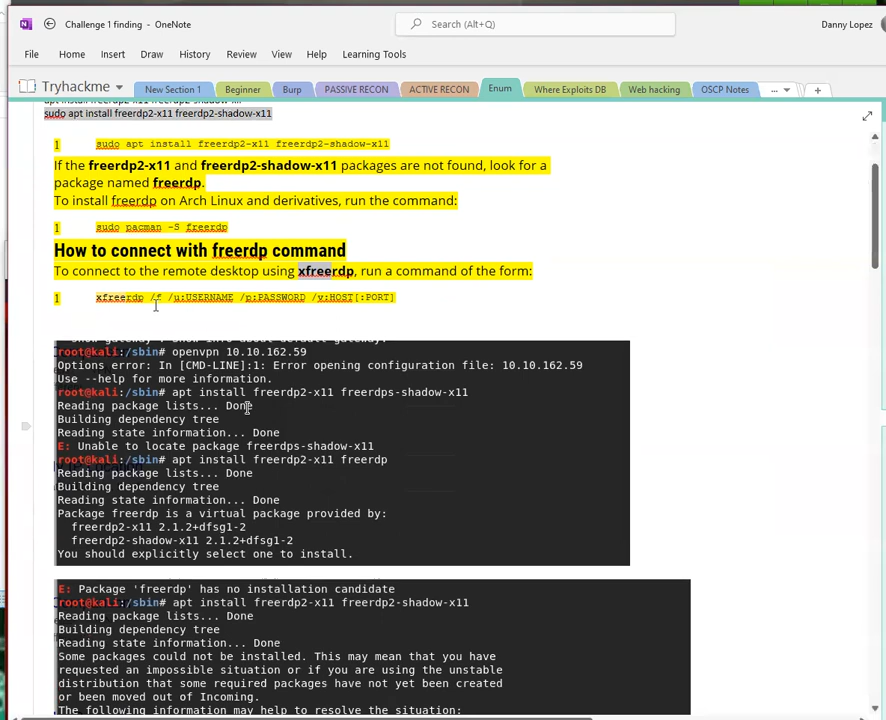 Challenge 1 finding - OneNote
Search (Alt+Q)
Danny Lopez
File Home Insert Draw History Review View Help Learning Tools
Tryhackme New Section 1 Beginner Burp PASSIVE RECON ACTIVE RECON Enum Where Exploits DB Web hacking OSCP Notes ... +
sudo apt install freerdp2-x11 freerdp2-shadow-x11
1 sudo apt install freerdp2-x11 freerdp2-shadow-x11
If the freerdp2-x11 and freerdp2-shadow-x11 packages are not found, look for a
package named freerdp.
To install freerdp on Arch Linux and derivatives, run the command:
1 sudo pacman -S freerdp
How to connect with freerdp command
To connect to the remote desktop using xfreerdp, run a command of the form:
1 xfreerdp /f /u:USERNAME /p:PASSWORD /v:HOST[:PORT]
root@kali:/sbin# openvpn 10.10.162.59
Options error: In [CMD-LINE]:1: Error opening configuration file: 10.10.162.59
Use --help for more information.
root@kali:/sbin# apt install freerdp2-x11 freerdps-shadow-x11
Reading package lists... Done
Building dependency tree
Reading state information... Done
E: Unable to locate package freerdps-shadow-x11
root@kali:/sbin# apt install freerdp2-x11 freerdp
Reading package lists... Done
Building dependency tree
Reading state information... Done
Package freerdp is a virtual package provided by:
freerdp2-x11 2.1.2+dfsg1-2
freerdp2-shadow-x11 2.1.2+dfsg1-2
You should explicitly select one to install.
E: Package 'freerdp' has no installation candidate
root@kali:/sbin# apt install freerdp2-x11 freerdp2-shadow-x11
Reading package lists... Done
Building dependency tree
Reading state information... Done
Some packages could not be installed. This may mean that you have
requested an impossible situation or if you are using the unstable
distribution that some required packages have not yet been created
or been moved out of Incoming.
The following information may help to resolve the situation: